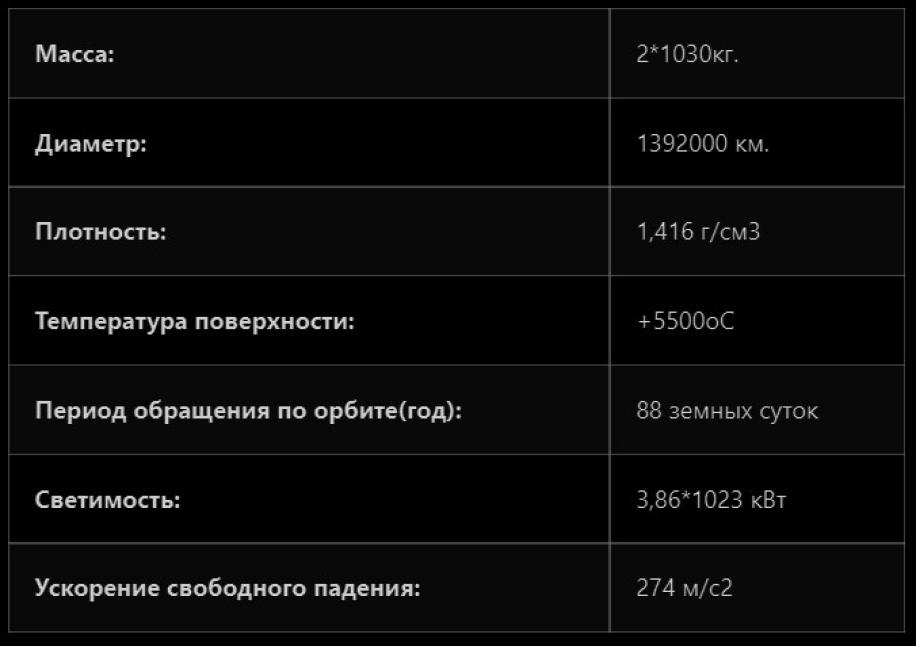 Масса: 2*1030кг.
Диаметр: 1392000 км.
Плотность: 1,416 г/см3
Температура поверхности: +5500оС
Период обращения по орбите(год): 88 земных суток
Светимость: 3,86*1023 кВт
Ускорение свободного падения: 274 м/с2